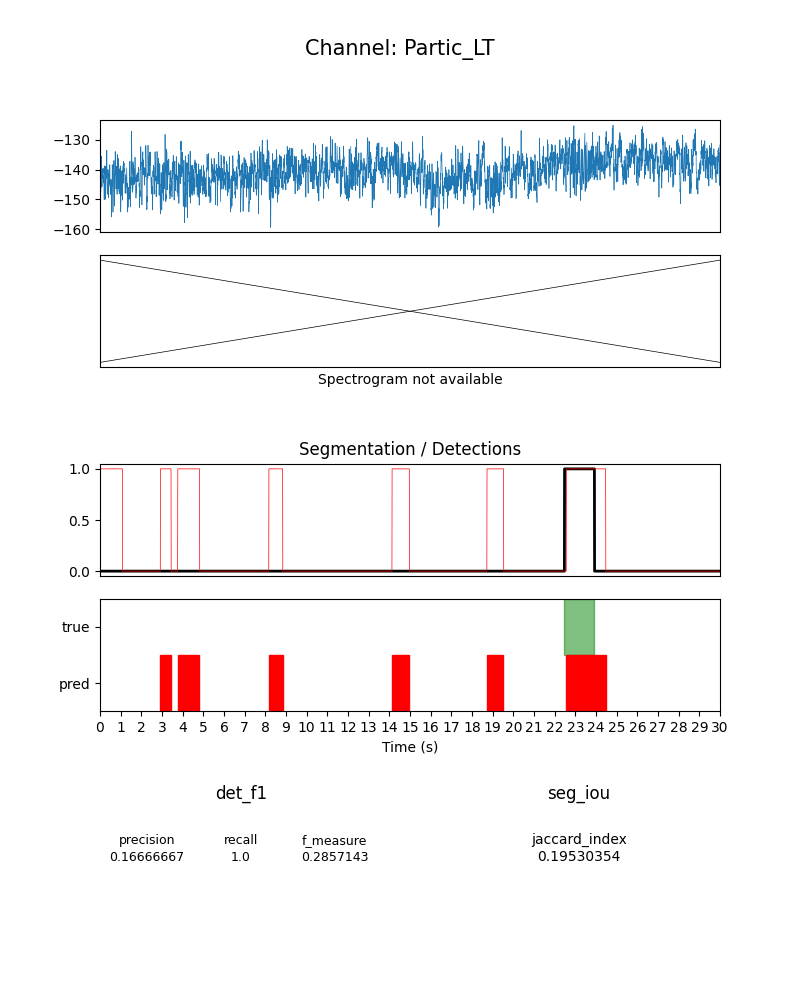 Channel: Partic_LT
−130
−140
−150
−160
Spectrogram not available
Segmentation / Detections
1.0
0.5
0.0
true
pred
0 1 2 3 4 5 6 7 8 9 10 11 12 13 14 15 16 17 18 19 20 21 22 23 24 25 26 27 28 29 30
Time (s)
det_f1 seg_iou
precision recall f_measure jaccard_index
0.16666667 1.0 0.2857143 0.19530354